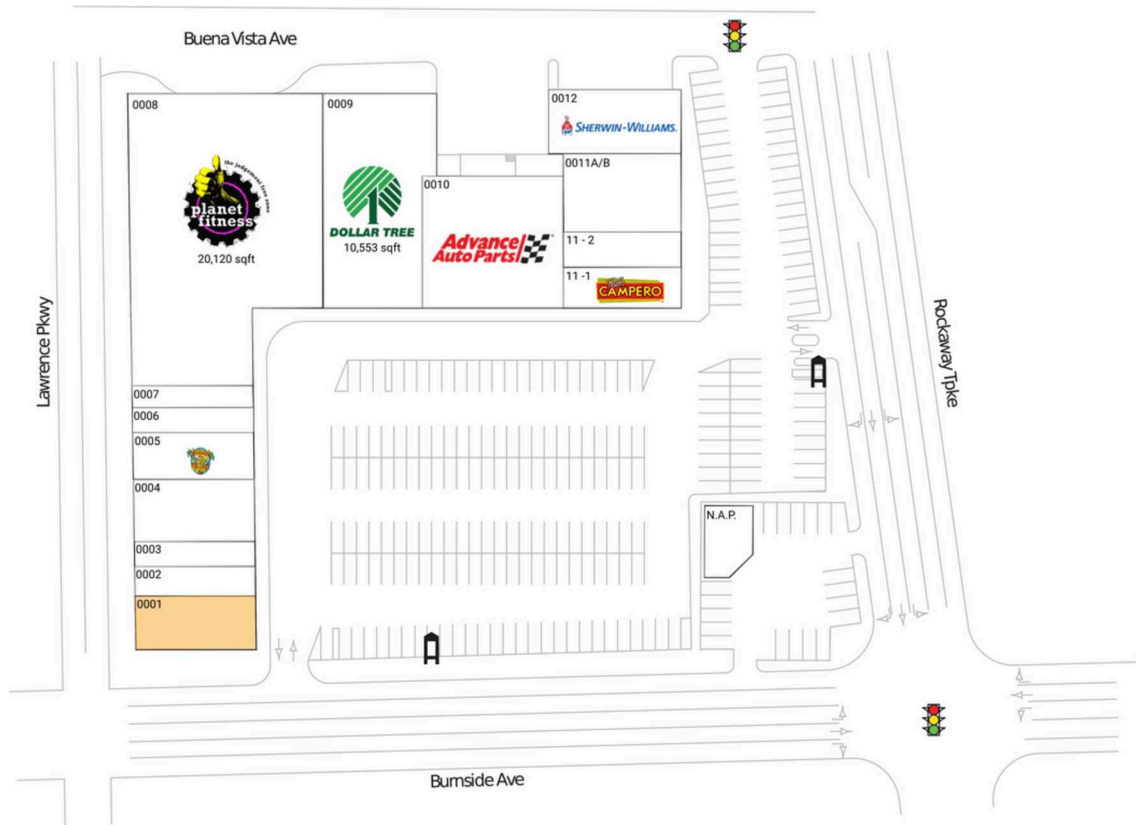 Buena Vista Ave
0008
0009
0012
SHERWIN-WILLIAMS.
0011A/B
0010
the judgement free zone
planet
fitness
20,120 sqft
DOLLAR TREE
10,553 sqft
Advance
Auto Parts
11 - 2
11 -1
Pollo
CAMPERO
Lawrence Pkwy
Rockaway Tpke
0007
0006
0005
0004
0003
0002
0001
N.A.P.
Burnside Ave